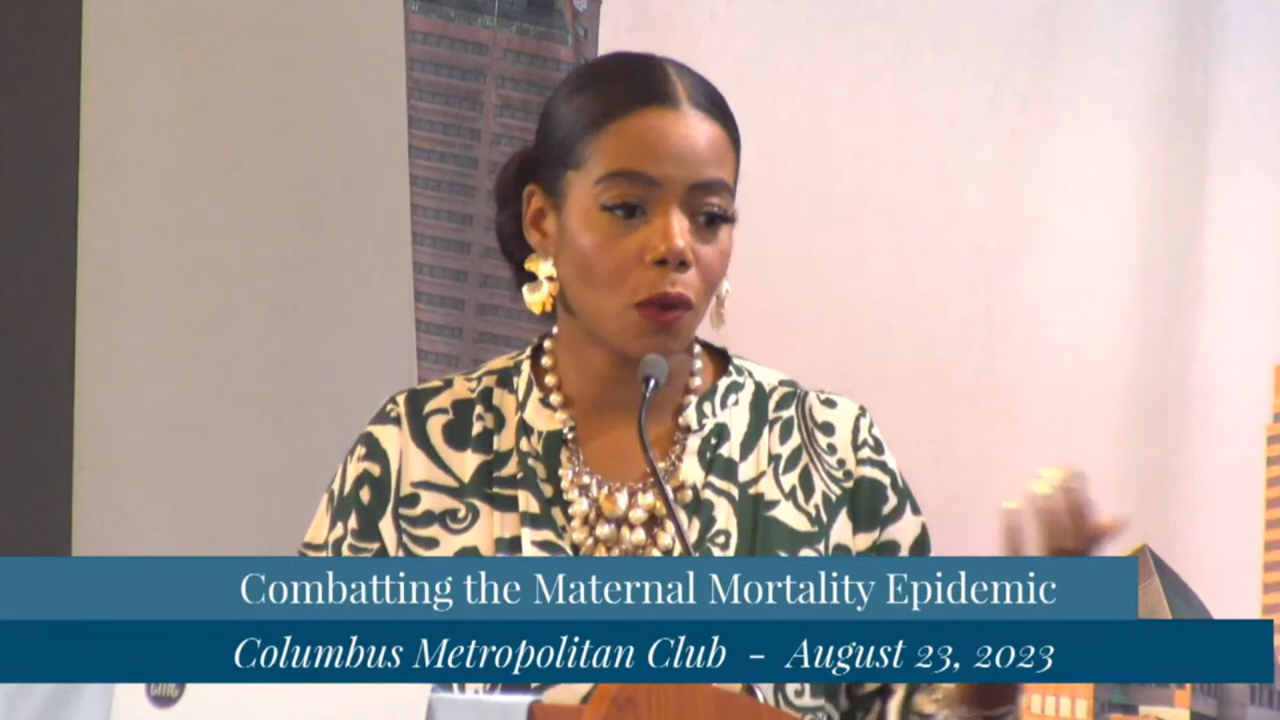 Combatting the Maternal Mortality Epidemic
Columbus Metropolitan Club - August 23, 2023